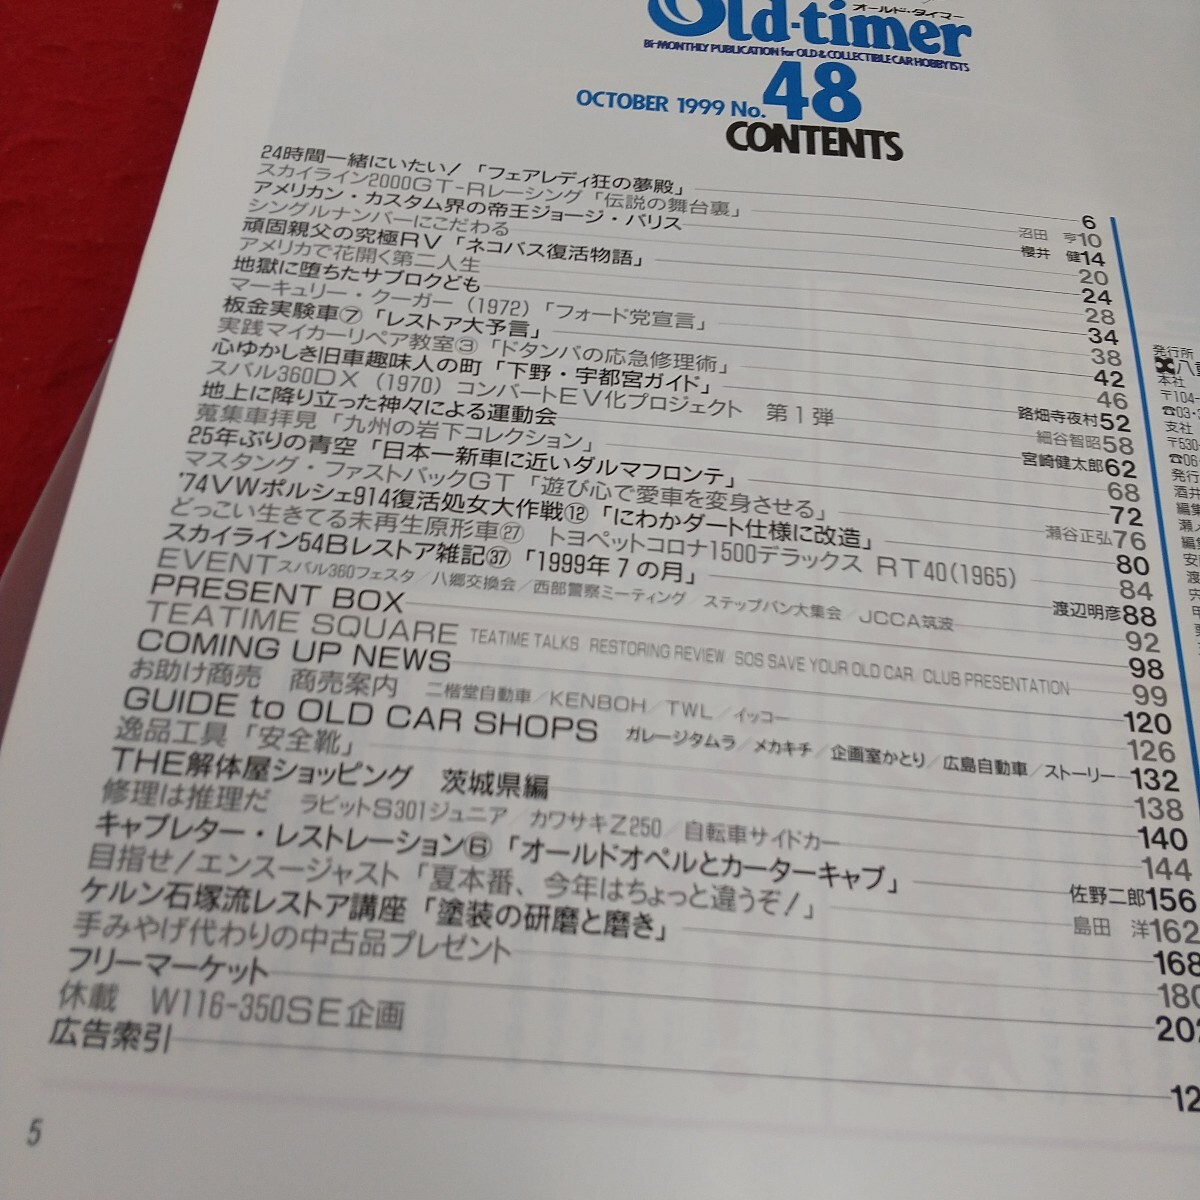 オールド・タイマー
Old-timer
BI-MONTHLY PUBLICATION for OLD & COLLECTIBLE CAR HOBBYISTS
OCTOBER 1999 No.48
CONTENTS
24時間一緒にいたい!「フェアレディ狂の夢殿」 6
スカイライン2000GT-Rレーシング「伝説の舞台裏」 沼田 亨 10
アメリカン・カスタム界の帝王ジョージ・バリス 櫻井 健 14
シングルナンバーにこだわる 20
頑固親父の究極RV「ネコバス復活物語」 24
アメリカで花開く第二人生 28
地獄に堕ちたサブロクども 34
マーキュリー・クーガー(1972)「フォード党宣言」 38
板金実験車⑦「レストア大予言」 42
実践マイカーリペア教室③「ドタンバの応急修理術」 46
心ゆかしき旧車趣味人の町「下野・宇都宮ガイド」 路畑寺夜村 52
スバル360DX(1970)コンバートEV化プロジェクト 第1弾 細谷智昭 58
地上に降り立った神々による運動会 宮崎健太郎 62
蒐集車拝見「九州の岩下コレクション」 68
25年ぶりの青空「日本一新車に近いダルマフロンテ」 72
マスタング・ファストバックGT「遊び心で愛車を変身させる」 瀬谷正弘 76
'74VWポルシェ914復活処女大作戦⑫「にわかダート仕様に改造」 80
どっこい生きてる未再生原形車㉗ トヨペットコロナ1500デラックス RT40(1965) 84
スカイライン54Bレストア雑記㊲「1999年7の月」 渡辺明彦 88
EVENT スバル360フェスタ/八郷交換会/西部警察ミーティング/ステップバン大集会/JCCA筑波 92
PRESENT BOX 98
TEATIME SQUARE TEATIME TALKS RESTORING REVIEW SOS SAVE YOUR OLD CAR/CLUB PRESENTATION 99
COMING UP NEWS 120
お助け商売 商売案内 二楷堂自動車/KENBOH/TWL/イッコー 126
GUIDE to OLD CAR SHOPS ガレージタムラ/メカキチ/企画室かとり/広島自動車/ストーリー 132
逸品工具「安全靴」 138
THE解体屋ショッピング 茨城県編 140
修理は推理だ ラビットS301ジュニア/カワサキZ250/自転車サイドカー 144
キャブレター・レストレーション⑥「オールドオペルとカーターキャブ」 佐野二郎 156
目指せ!エンスージャスト「夏本番、今年はちょっと違うぞ!」 島田 洋 162
ケルン石塚流レストア講座「塗装の研磨と磨き」 168
手みやげ代わりの中古品プレゼント 180
フリーマーケット 202
休載 W116-350SE企画
広告索引 12
5
発行所
本社
〒104-
☎03・
支社
〒530-
☎06-
発行
酒井
編集